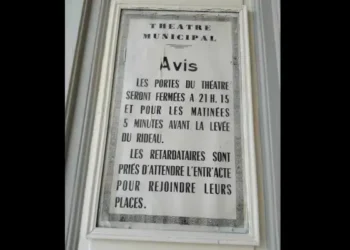 THEATRE
MUNICIPAL
Avis
LES PORTES DU THÉATRE
SERONT FERMÉES A 21 H. 15
ET POUR LES MATINÉES
5 MINUTES AVANT LA LEVÉE
DU RIDEAU.
LES RETARDATAIRES SONT
PRIÉS D'ATTENDRE L'ENTR'ACTE
POUR REJOINDRE LEURS
PLACES.